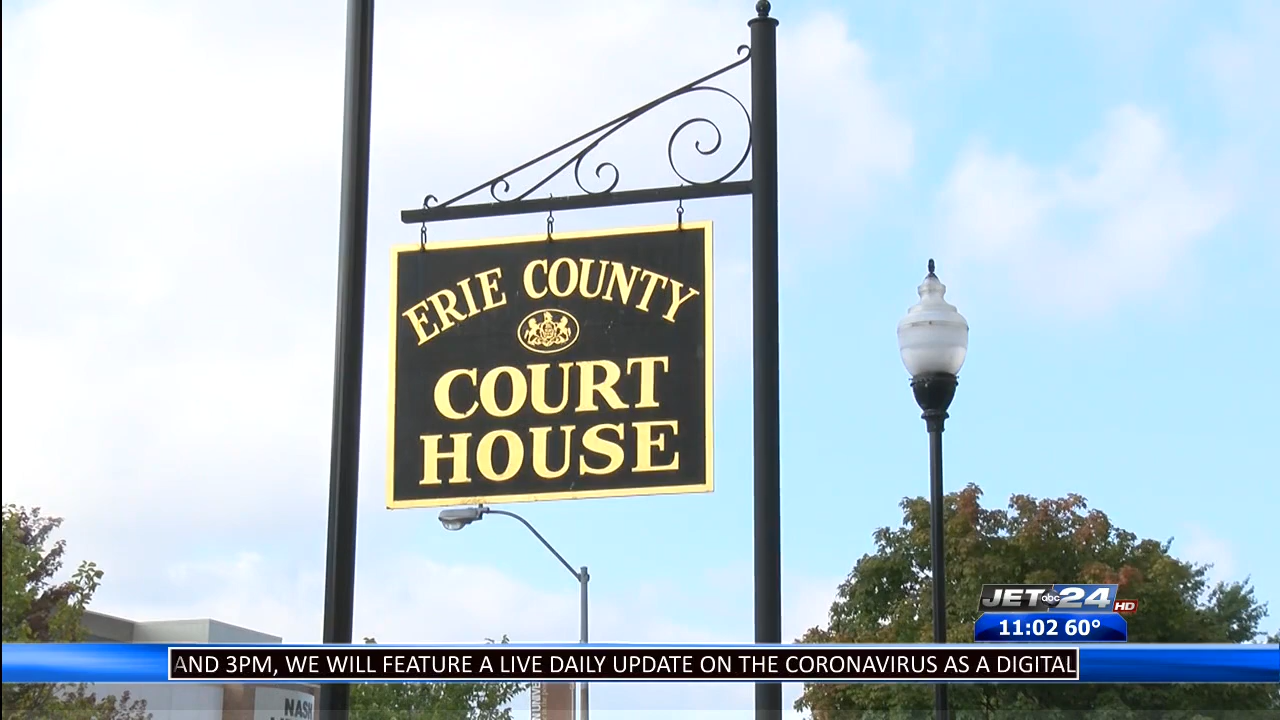 ERIE COUNTY
COURT
HOUSE
JET abc 24 HD
11:02 60°
AND 3PM, WE WILL FEATURE A LIVE DAILY UPDATE ON THE CORONAVIRUS AS A DIGITAL
NASH